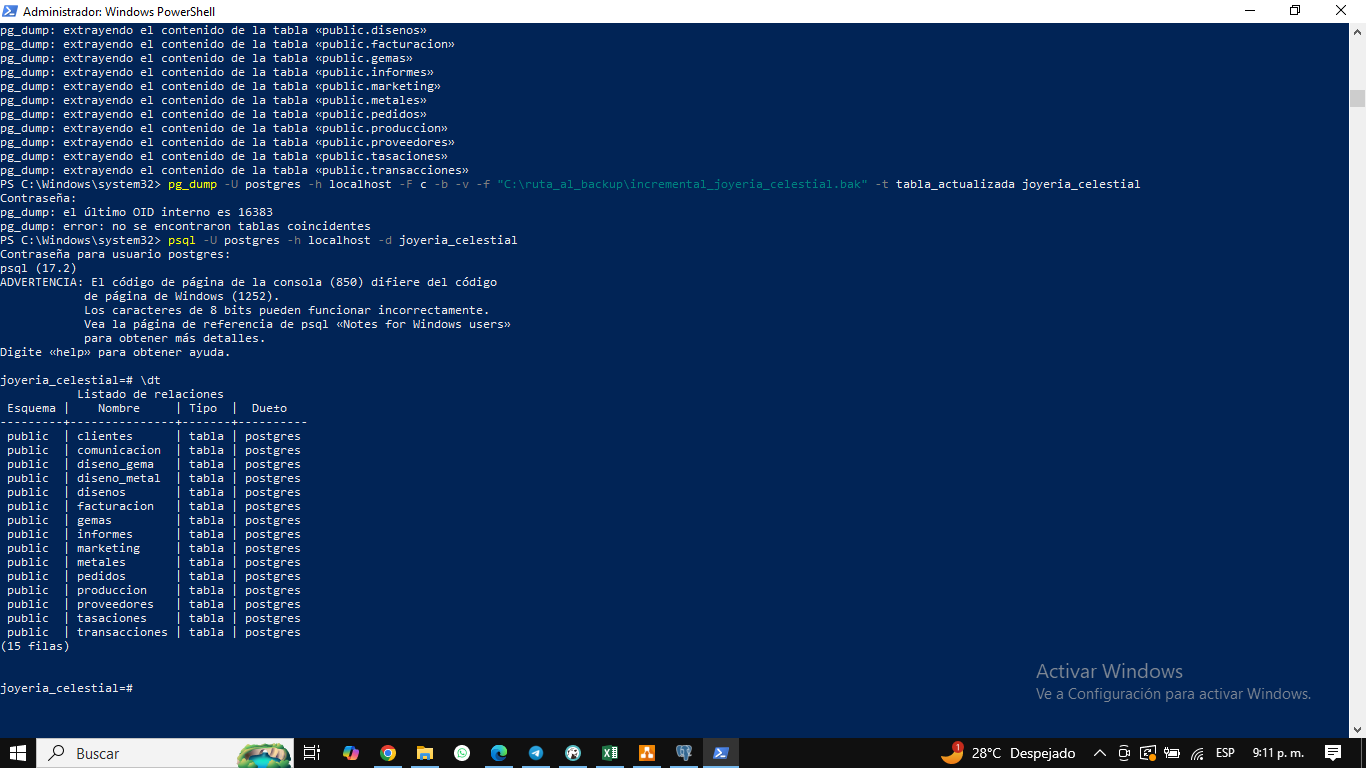 Administrador: Windows PowerShell
pg_dump: extrayendo el contenido de la tabla «public.disenos»
pg_dump: extrayendo el contenido de la tabla «public.facturacion»
pg_dump: extrayendo el contenido de la tabla «public.gemas»
pg_dump: extrayendo el contenido de la tabla «public.informes»
pg_dump: extrayendo el contenido de la tabla «public.marketing»
pg_dump: extrayendo el contenido de la tabla «public.metales»
pg_dump: extrayendo el contenido de la tabla «public.pedidos»
pg_dump: extrayendo el contenido de la tabla «public.produccion»
pg_dump: extrayendo el contenido de la tabla «public.proveedores»
pg_dump: extrayendo el contenido de la tabla «public.tasaciones»
pg_dump: extrayendo el contenido de la tabla «public.transacciones»
PS C:\Windows\system32> pg_dump -U postgres -h localhost -F c -b -v -f "C:\ruta_al_backup\incremental_joyeria_celestial.bak" -t tabla_actualizada joyeria_celestial
Contraseña:
pg_dump: el último OID interno es 16383
pg_dump: error: no se encontraron tablas coincidentes
PS C:\Windows\system32> psql -U postgres -h localhost -d joyeria_celestial
Contraseña para usuario postgres:
psql (17.2)
ADVERTENCIA: El código de página de la consola (850) difiere del código
            de página de Windows (1252).
            Los caracteres de 8 bits pueden funcionar incorrectamente.
            Vea la página de referencia de psql «Notes for Windows users»
            para obtener más detalles.
Digite «help» para obtener ayuda.
joyeria_celestial=# \dt
           Listado de relaciones
 Esquema |    Nombre     | Tipo  |  Due±o
---------+---------------+-------+----------
 public  | clientes      | tabla | postgres
 public  | comunicacion  | tabla | postgres
 public  | diseno_gema   | tabla | postgres
 public  | diseno_metal  | tabla | postgres
 public  | disenos       | tabla | postgres
 public  | facturacion   | tabla | postgres
 public  | gemas         | tabla | postgres
 public  | informes      | tabla | postgres
 public  | marketing     | tabla | postgres
 public  | metales       | tabla | postgres
 public  | pedidos       | tabla | postgres
 public  | produccion    | tabla | postgres
 public  | proveedores   | tabla | postgres
 public  | tasaciones    | tabla | postgres
 public  | transacciones | tabla | postgres
(15 filas)
joyeria_celestial=#
Activar Windows
Ve a Configuración para activar Windows.
Buscar
1
28°C Despejado
ESP
9:11 p. m.